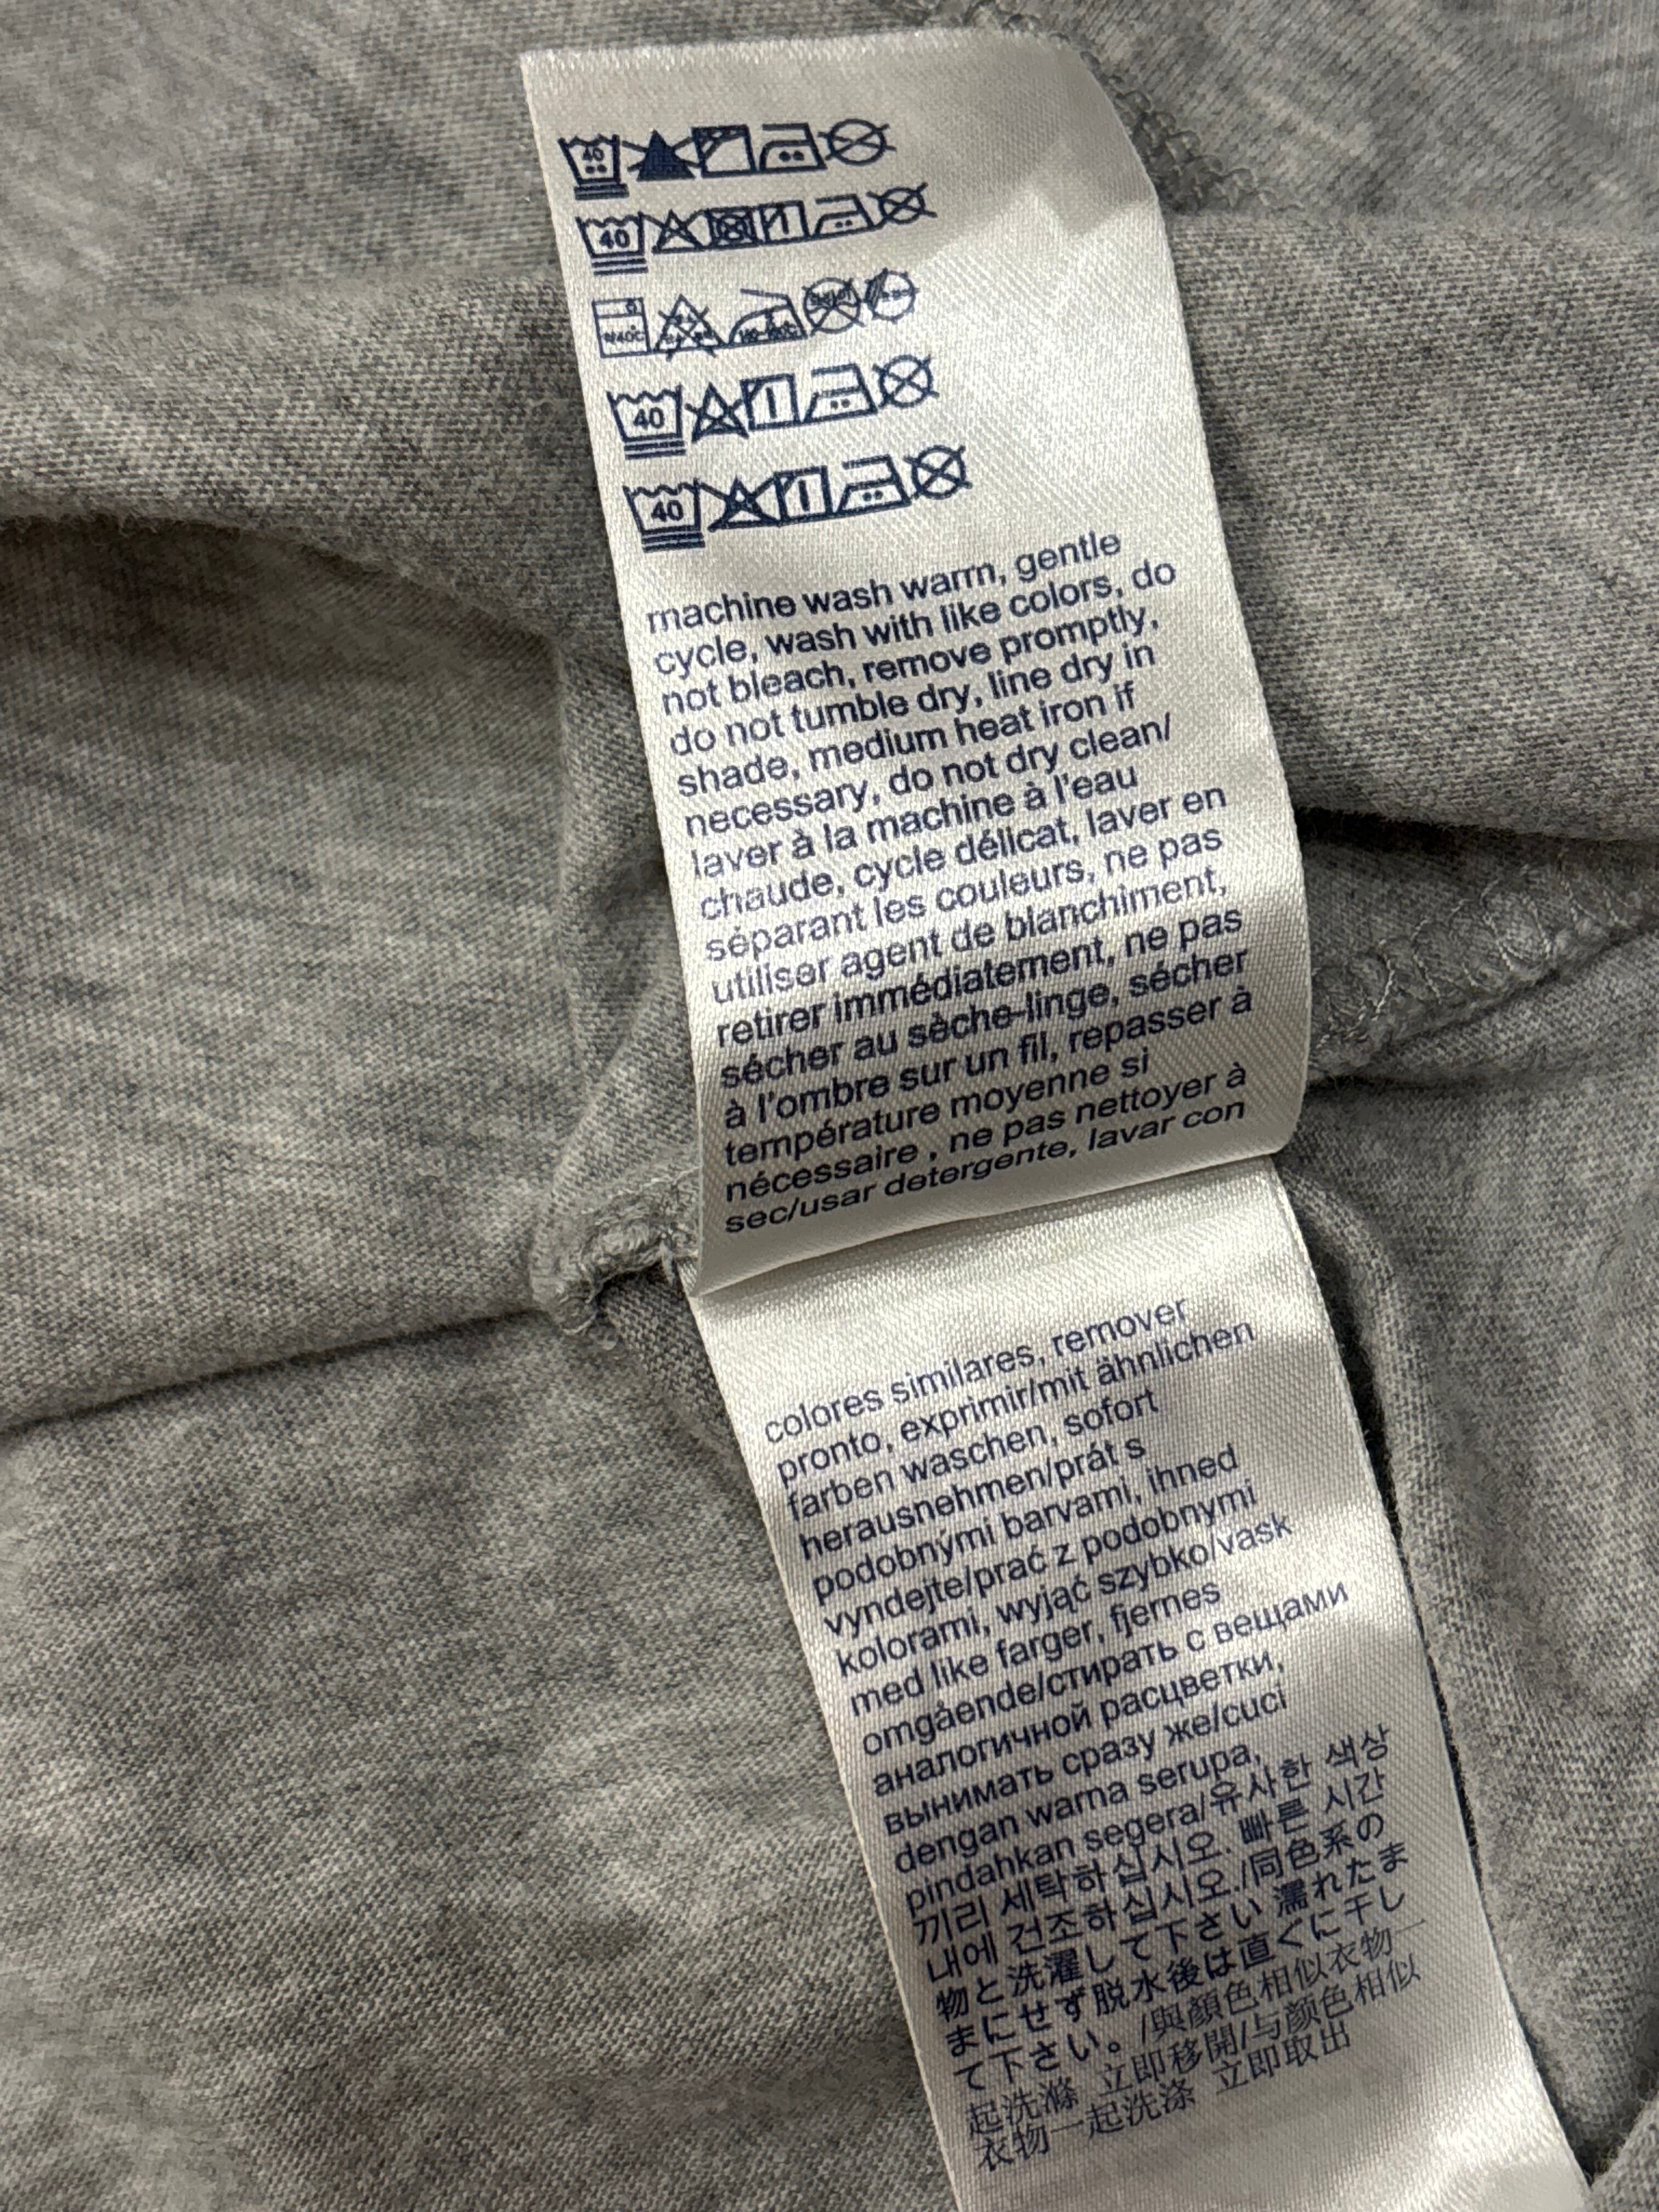 40
40
40
40
machine wash warm, gentle
cycle, wash with like colors, do
not bleach, remove promptly,
do not tumble dry, line dry in
shade, medium heat iron if
necessary, do not dry clean/
laver à la machine à l'eau
chaude, cycle délicat, laver en
séparant les couleurs, ne pas
utiliser agent de blanchiment,
retirer immédiatement, ne pas
sécher au sèche-linge, sécher
à l'ombre sur un fil, repasser à
température moyenne si
nécessaire , ne pas nettoyer à
sec/usar detergente, lavar con
colores similares, remover
pronto, exprimir/mit ähnlichen
farben waschen, sofort
herausnehmen/prát s
podobnými barvami, ihned
vyndejte/prać z podobnymi
kolorami, wyjąć szybko/vask
med like farger, fjernes
omgående/стирать с вещами
аналогичной расцветки,
вынимать сразу же/cuci
dengan warna serupa,
pindahkan segera/유사한 색상
끼리 세탁하십시오. 빠른 시간
내에 건조하십시오./同色系の
物と洗濯して下さい 濡れたま
まにせず脱水後は直ぐに干し
て下さい。/與顏色相似衣物一
起洗滌 立即移開/与颜色相似
衣物一起洗涤 立即取出